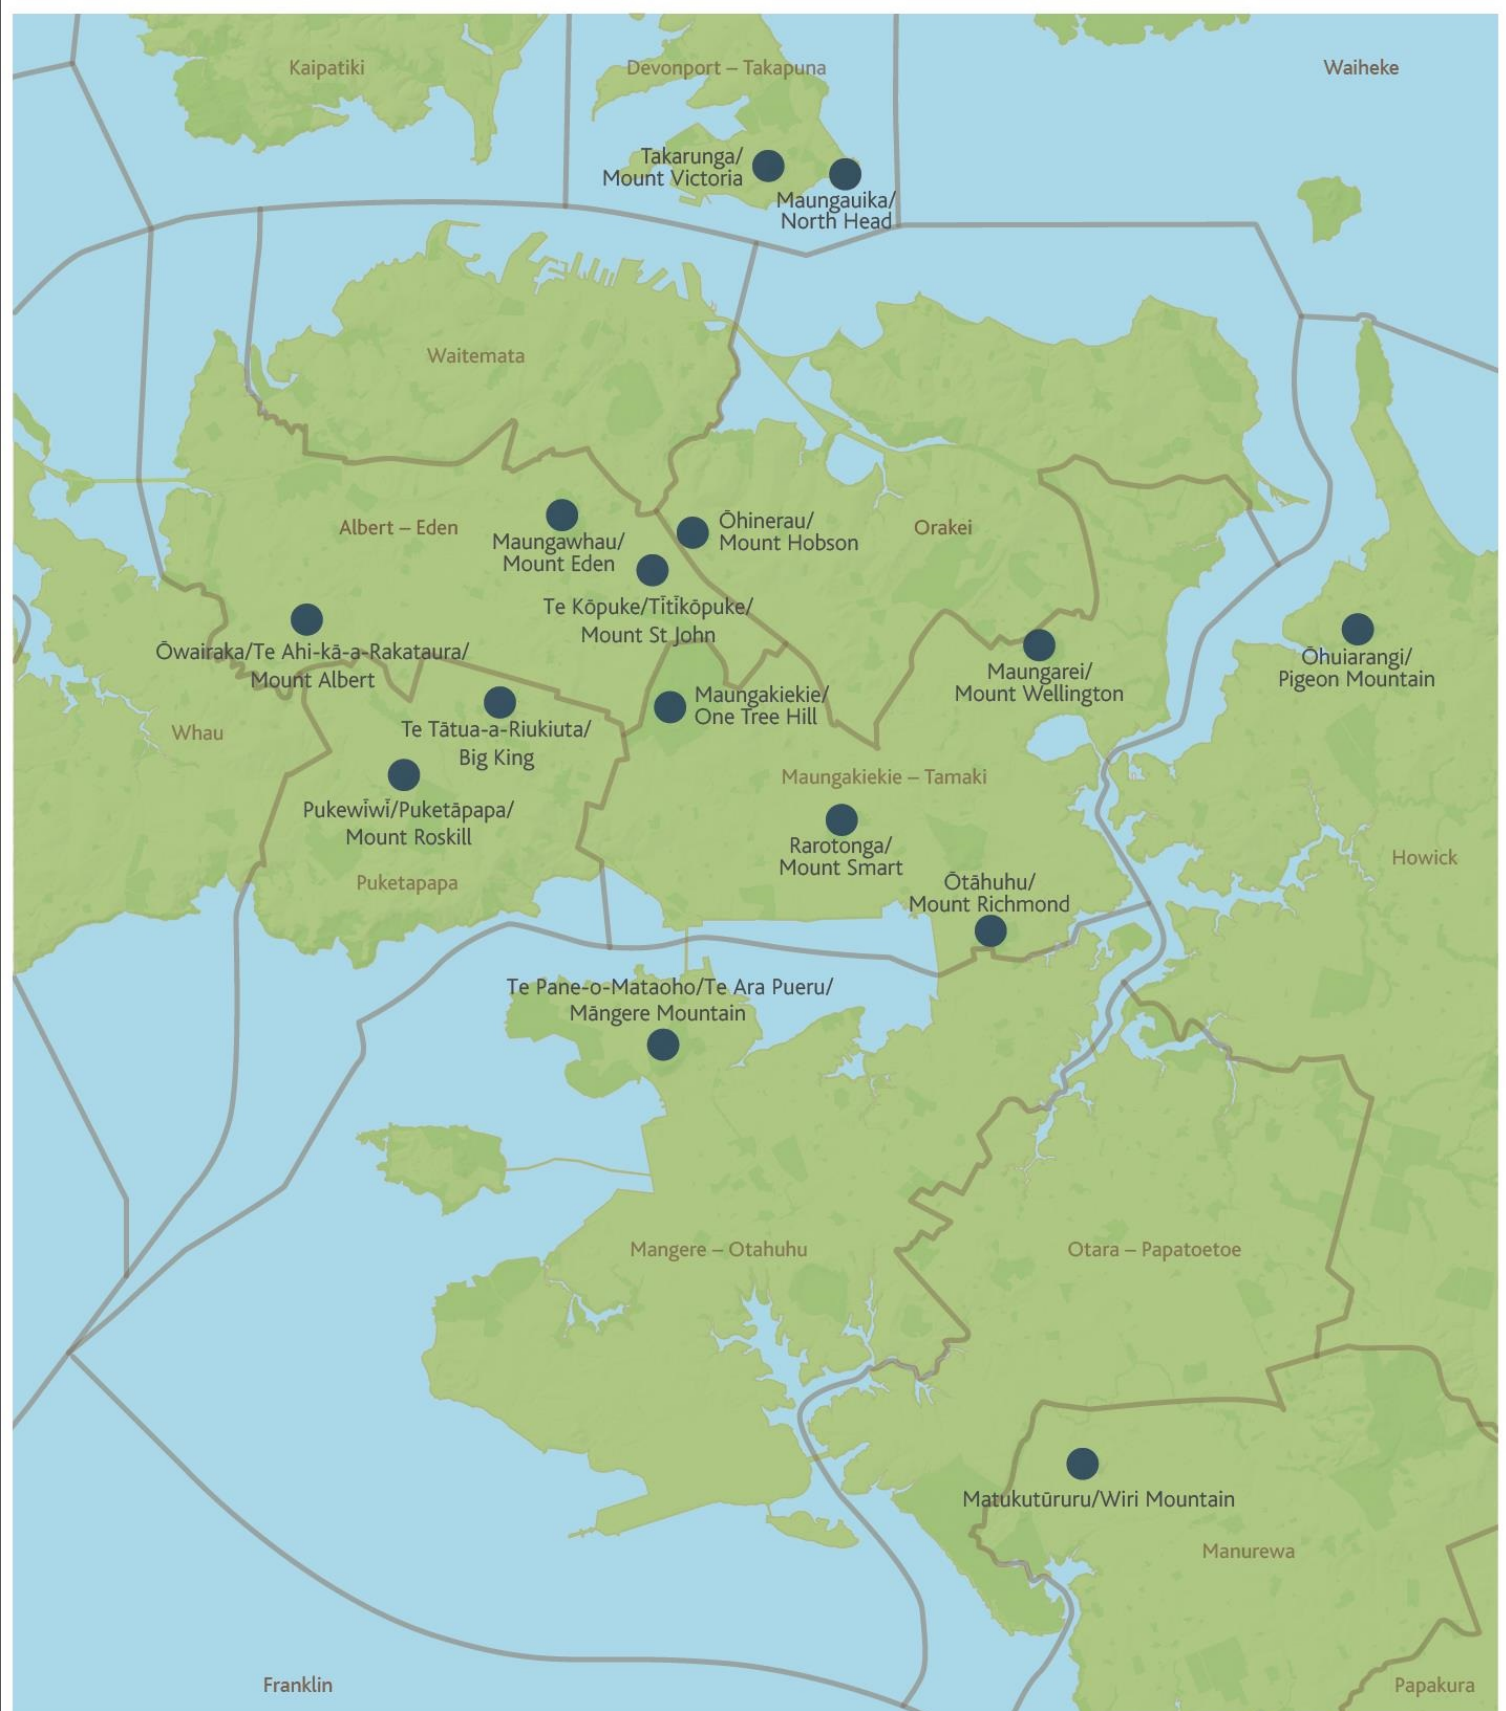 Kaipatiki
Devonport – Takapuna
Waiheke
Takarunga/
Mount Victoria
Maungauika/
North Head
Waitemata
Albert – Eden
Maungawhau/
Mount Eden
Ōhinerau/
Mount Hobson
Orakei
Te Kōpuke/Tītīkōpuke/
Mount St John
Ōwairaka/Te Ahi-kā-a-Rakataura/
Mount Albert
Maungarei/
Mount Wellington
Ōhuiarangi/
Pigeon Mountain
Whau
Te Tātua-a-Riukiuta/
Big King
Maungakiekie/
One Tree Hill
Pukewīwī/Puketāpapa/
Mount Roskill
Maungakiekie – Tamaki
Rarotonga/
Mount Smart
Howick
Puketapapa
Ōtāhuhu/
Mount Richmond
Te Pane-o-Mataoho/Te Ara Pueru/
Māngere Mountain
Mangere – Otahuhu
Otara – Papatoetoe
Matukutūruru/Wiri Mountain
Manurewa
Franklin
Papakura